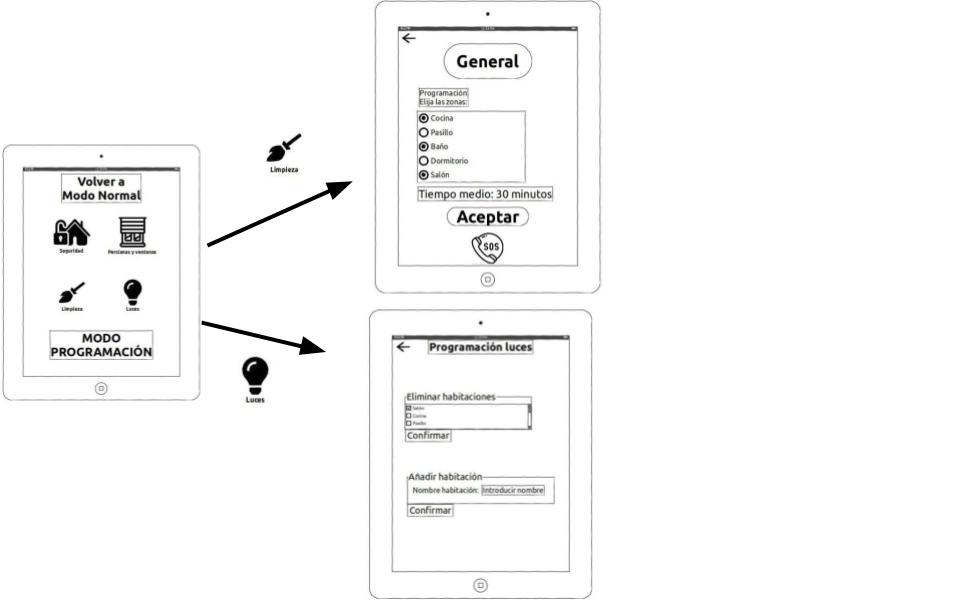 Volver a
Modo Normal
Seguridad
Persianas y ventanas
Limpieza
Luces
MODO
PROGRAMACIÓN
Limpieza
Luces
General
Programación
Elija las zonas:
Cocina
Pasillo
Baño
Dormitorio
Salón
Tiempo medio: 30 minutos
Aceptar
SOS
Programación luces
Eliminar habitaciones
Salón
Cocina
Pasillo
Confirmar
Añadir habitación
Nombre habitación: Introducir nombre
Confirmar